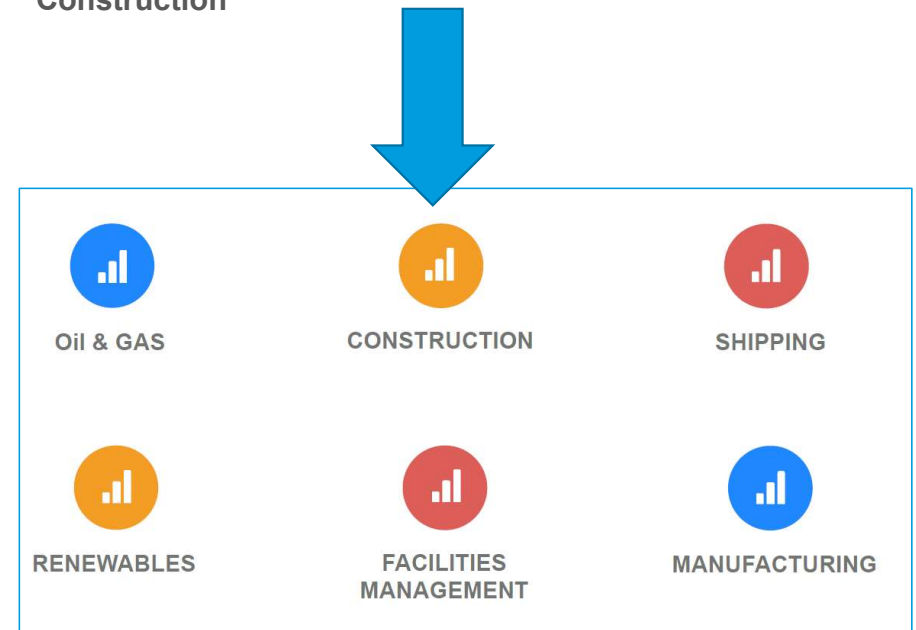 Construction
Oil & GAS
CONSTRUCTION
SHIPPING
RENEWABLES
FACILITIES
MANAGEMENT
MANUFACTURING